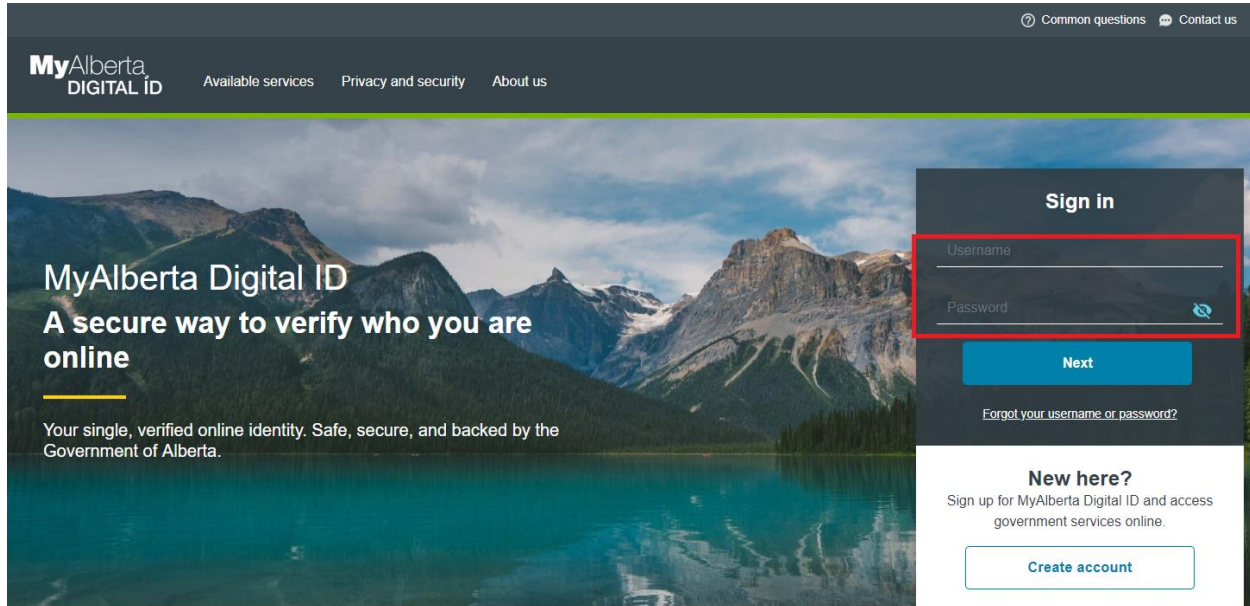 Common questions Contact us
MyAlberta
DIGITAL ID
Available services Privacy and security About us
Sign in
Username
Password
Next
Forgot your username or password?
MyAlberta Digital ID
A secure way to verify who you are
online
Your single, verified online identity. Safe, secure, and backed by the
Government of Alberta.
New here?
Sign up for MyAlberta Digital ID and access
government services online.
Create account